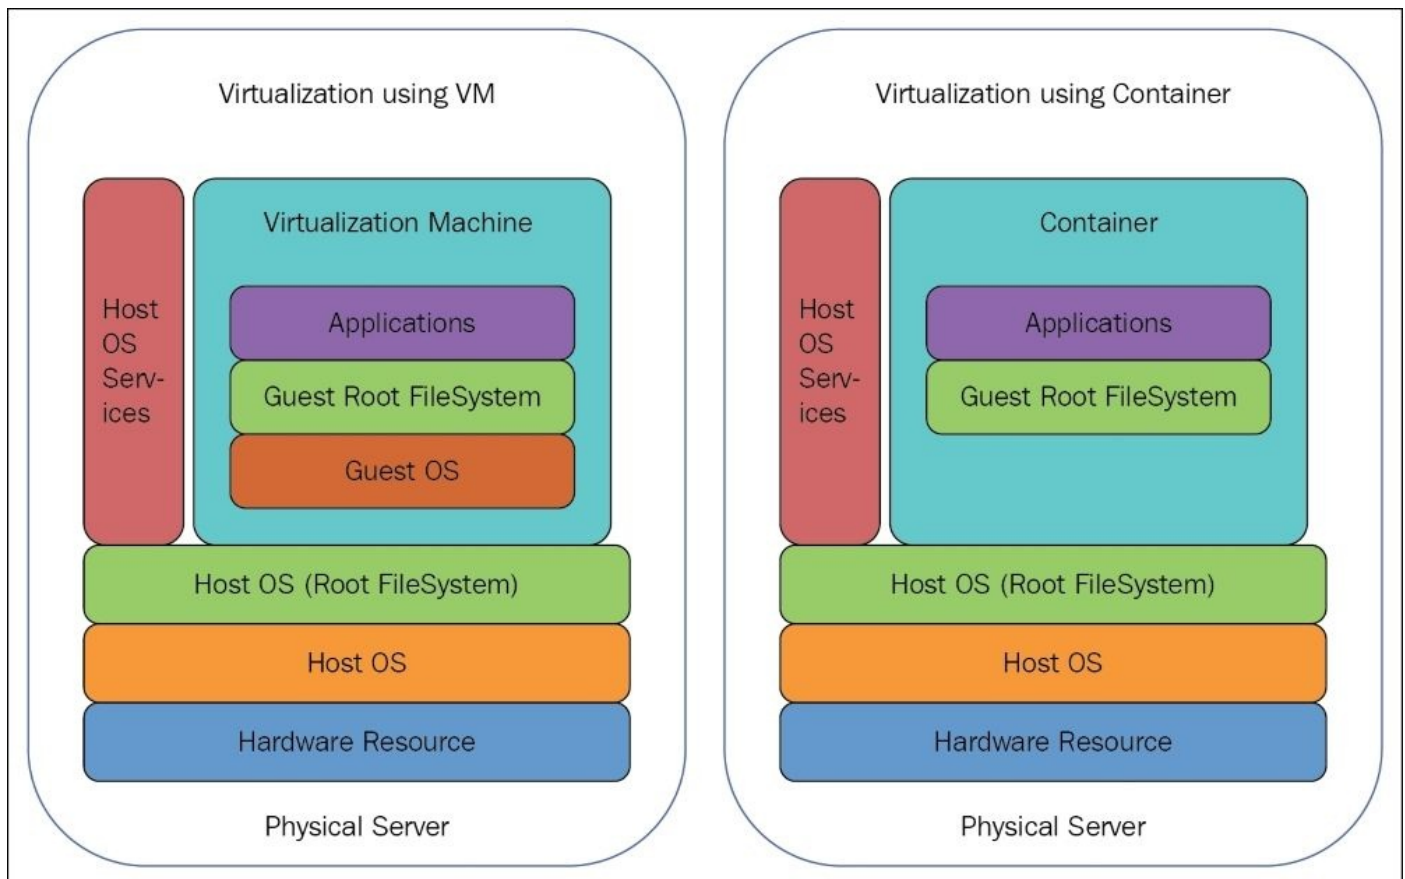 Virtualization using VM
Virtualization Machine
Host
OS
Serv-
ices
Applications
Guest Root FileSystem
Guest OS
Host OS (Root FileSystem)
Host OS
Hardware Resource
Physical Server
Virtualization using Container
Container
Host
OS
Serv-
ices
Applications
Guest Root FileSystem
Host OS (Root FileSystem)
Host OS
Hardware Resource
Physical Server